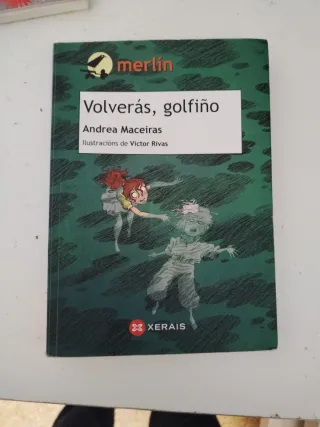 merlín
Volverás, golfiño
Andrea Maceiras
Ilustracións de Víctor Rivas
XERAIS